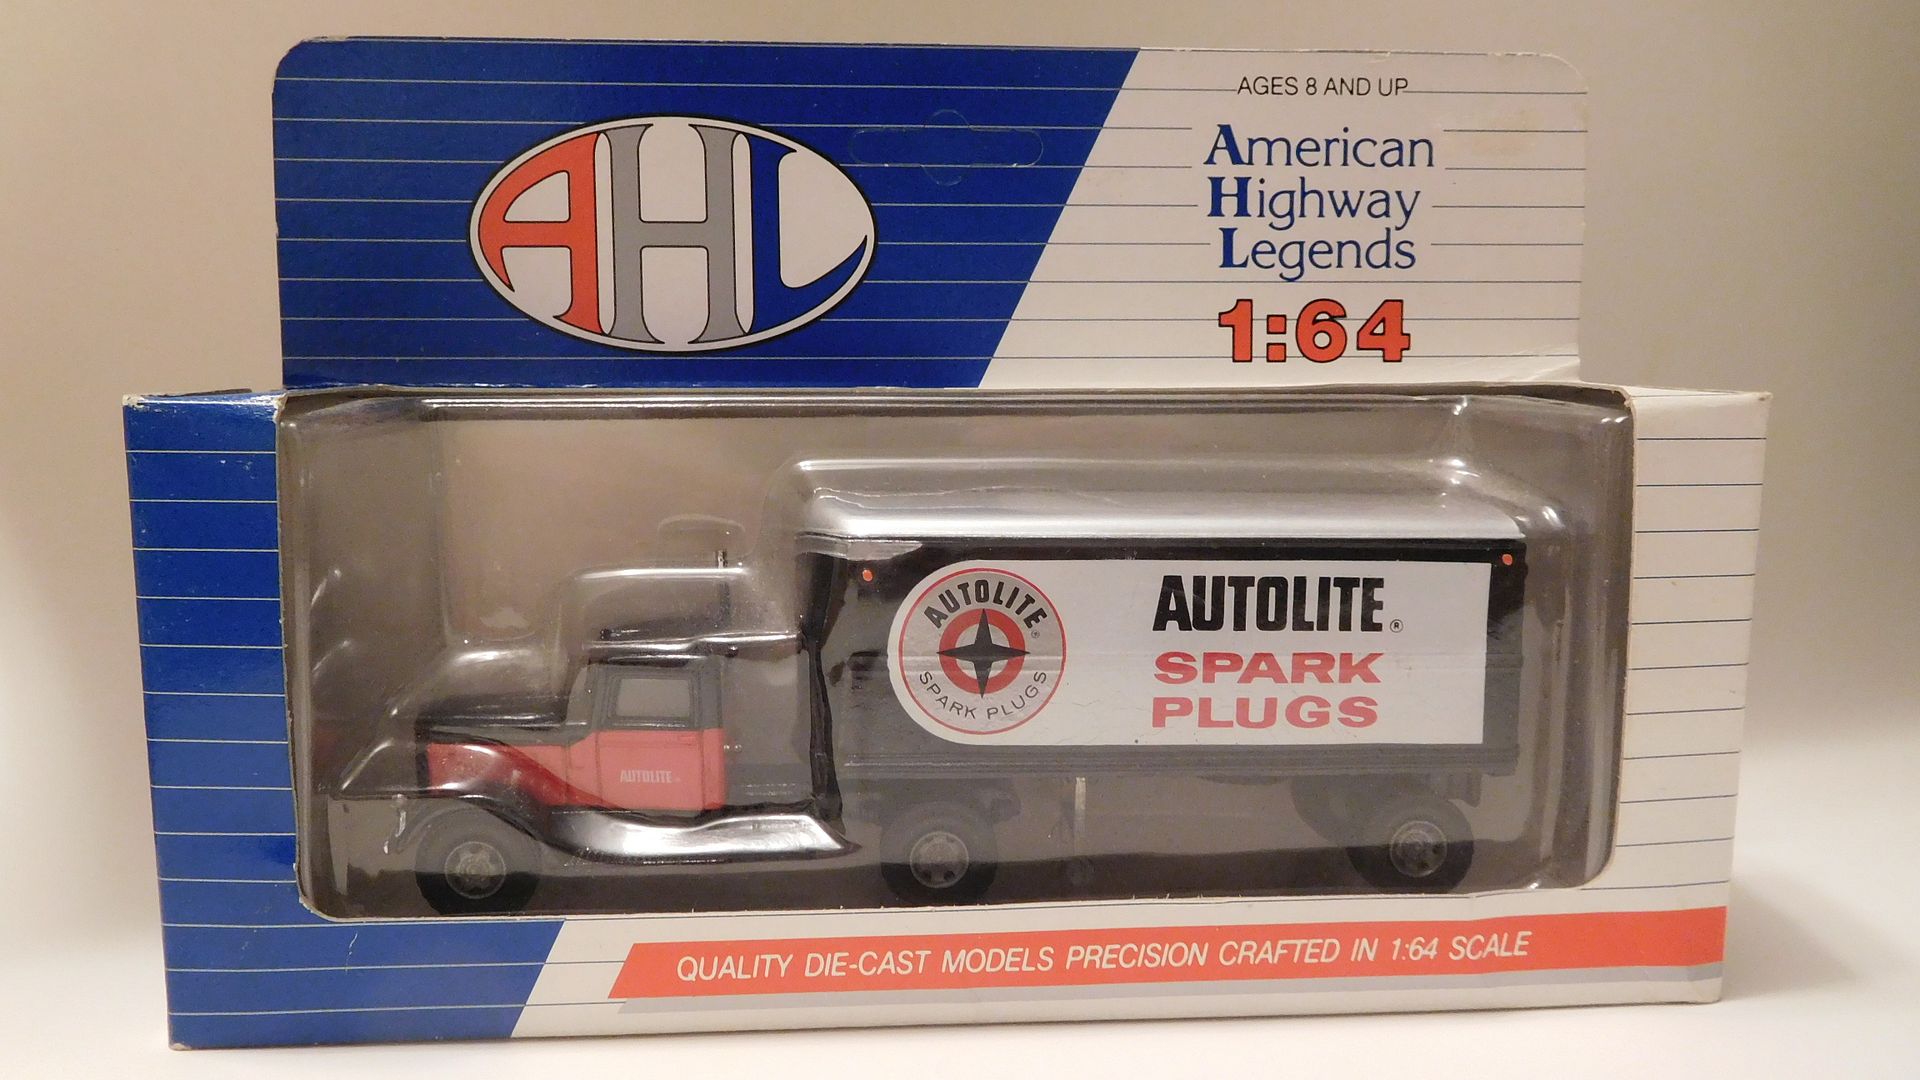 AHL
AGES 8 AND UP
American
Highway
Legends
1:64
AUTOLITE®
SPARK PLUGS
AUTOLITE®
SPARK
PLUGS
AUTOLITE
QUALITY DIE-CAST MODELS PRECISION CRAFTED IN 1:64 SCALE